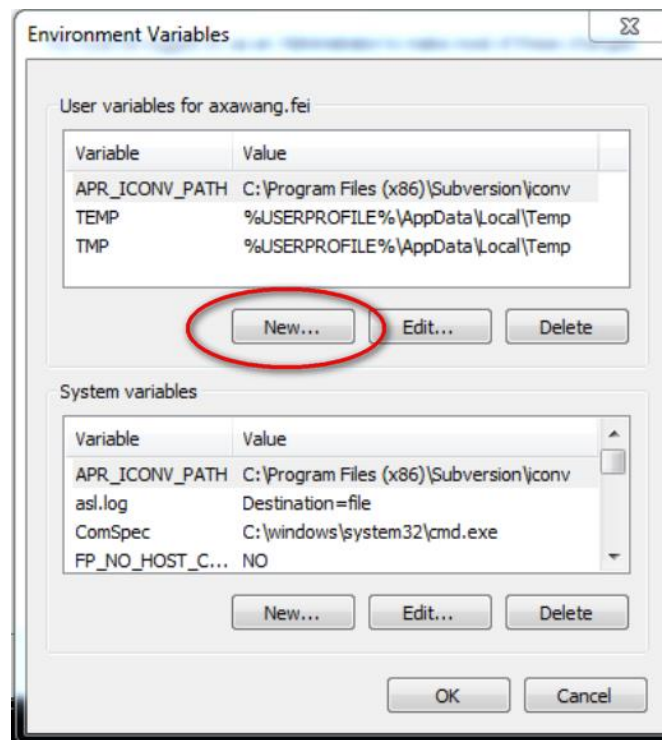 Environment Variables
User variables for axawang.fei
Variable Value
APR_ICONV_PATH C:\Program Files (x86)\Subversion\iconv
TEMP %USERPROFILE%\AppData\Local\Temp
TMP %USERPROFILE%\AppData\Local\Temp
New... Edit... Delete
System variables
Variable Value
APR_ICONV_PATH C:\Program Files (x86)\Subversion\iconv
asl.log Destination=file
ComSpec C:\windows\system32\cmd.exe
FP_NO_HOST_C... NO
New... Edit... Delete
OK Cancel